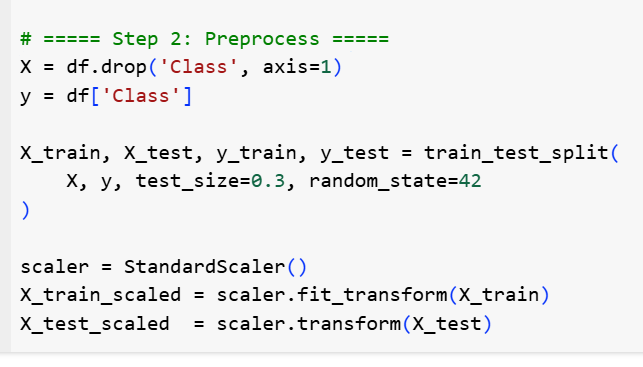 # ===== Step 2: Preprocess =====
X = df.drop('Class', axis=1)
y = df['Class']

X_train, X_test, y_train, y_test = train_test_split(
    X, y, test_size=0.3, random_state=42
)

scaler = StandardScaler()
X_train_scaled = scaler.fit_transform(X_train)
X_test_scaled  = scaler.transform(X_test)